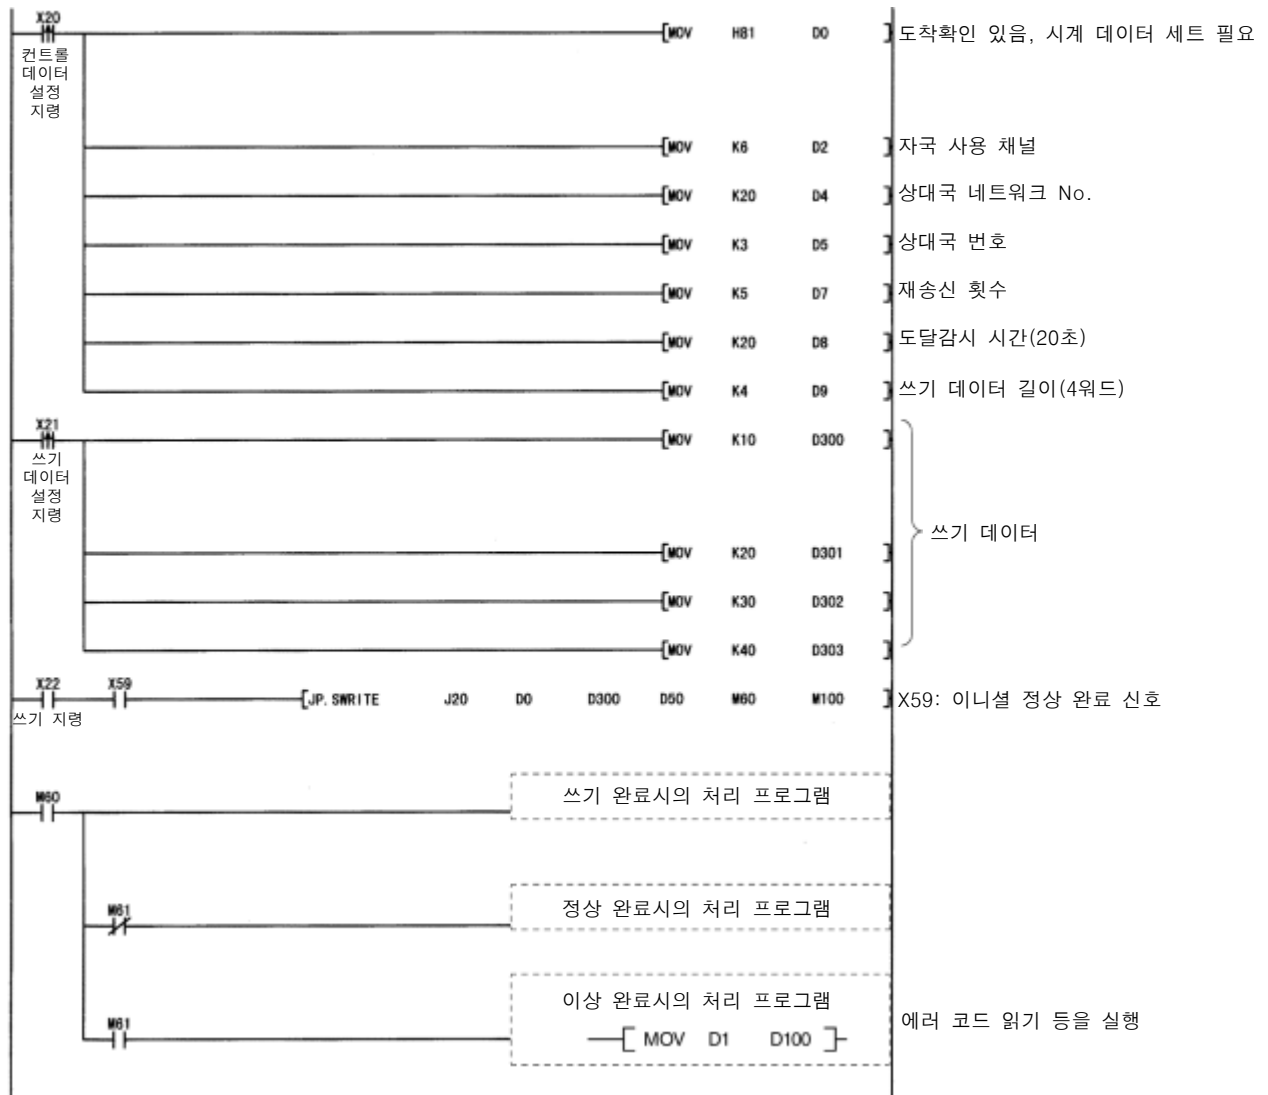 X20
[MOV H81 D0 ] 도착확인 있음, 시계 데이터 세트 필요
컨트롤
데이터
설정
지령
[MOV K6 D2 ] 자국 사용 채널
[MOV K20 D4 ] 상대국 네트워크 No.
[MOV K3 D5 ] 상대국 번호
[MOV K5 D7 ] 재송신 횟수
[MOV K20 D8 ] 도달감시 시간(20초)
[MOV K4 D9 ] 쓰기 데이터 길이(4워드)
X21
[MOV K10 D300 ]
쓰기
데이터
설정
지령
쓰기 데이터
[MOV K20 D301 ]
[MOV K30 D302 ]
[MOV K40 D303 ]
X22 X59
[JP.SWRITE J20 D0 D300 D50 M60 M100 ] X59: 이니셜 정상 완료 신호
쓰기 지령
M60
쓰기 완료시의 처리 프로그램
M61
정상 완료시의 처리 프로그램
이상 완료시의 처리 프로그램
M61
[ MOV D1 D100 ] 에러 코드 읽기 등을 실행